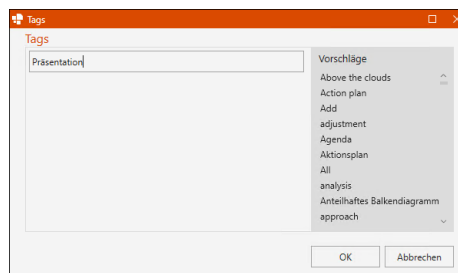 Tags
Tags
Präsentation
Vorschläge
Above the clouds
Action plan
Add
adjustment
Agenda
Aktionsplan
All
analysis
Anteilhaftes Balkendiagramm
approach
OK
Abbrechen